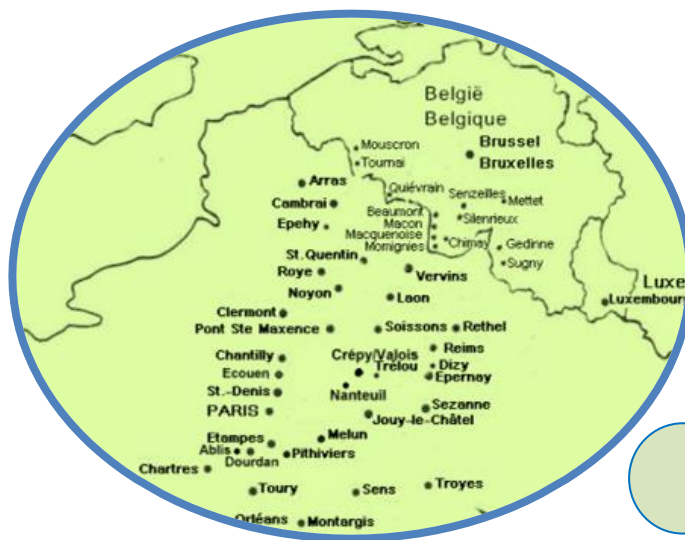 België
Belgique
Brussel
Bruxelles
Mouscron
Tournai
Arras
Quiévrain
Senzeilles
Mettet
Cambrai
Beaumont
Silenrieux
Epehy
Macon
Macquenoise
Chimay
Momignies
Gedinne
St.Quentin
Sugny
Roye
Vervins
Luxe
Noyon
Laon
Luxembourg
Clermont
Pont Ste Maxence
Soissons
Rethel
Chantilly
Crépy/Valois
Reims
Ecouen
Trélou
Dizy
Epernay
St.-Denis
Nanteuil
PARIS
Sezanne
Jouy-le-Châtel
Etampes
Melun
Ablis
Dourdan
Pithiviers
Chartres
Toury
Sens
Troyes
Orléans
Montargis